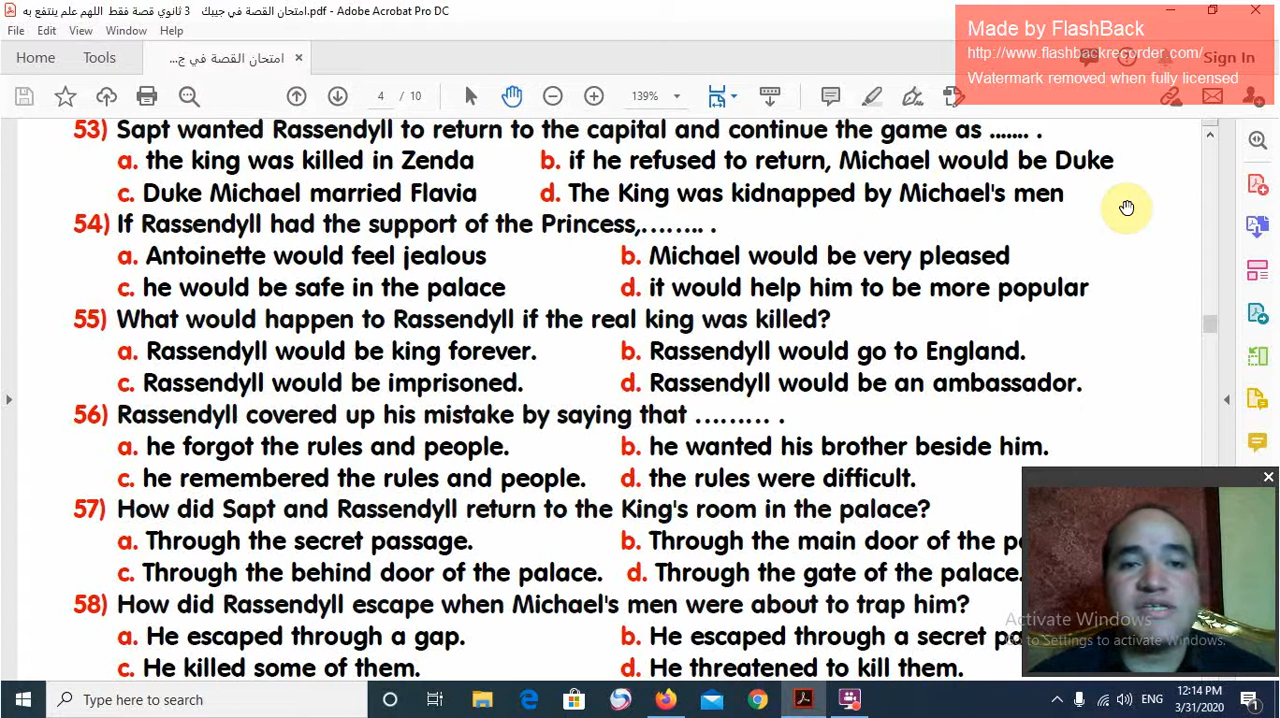 امتحان القصة في جيبك 3 ثانوي قصة فقط اللهم علم ينتفع به.pdf - Adobe Acrobat Pro DC
File Edit View Window Help
Made by FlashBack
http://www.flashbackrecorder.com/
Watermark removed when fully licensed
Home Tools امتحان القصة في ج... × Sign In
4 / 10 139%
53) Sapt wanted Rassendyll to return to the capital and continue the game as ....... .
a. the king was killed in Zenda b. if he refused to return, Michael would be Duke
c. Duke Michael married Flavia d. The King was kidnapped by Michael's men
54) If Rassendyll had the support of the Princess,…….. .
a. Antoinette would feel jealous b. Michael would be very pleased
c. he would be safe in the palace d. it would help him to be more popular
55) What would happen to Rassendyll if the real king was killed?
a. Rassendyll would be king forever. b. Rassendyll would go to England.
c. Rassendyll would be imprisoned. d. Rassendyll would be an ambassador.
56) Rassendyll covered up his mistake by saying that ……... .
a. he forgot the rules and people. b. he wanted his brother beside him.
c. he remembered the rules and people. d. the rules were difficult.
57) How did Sapt and Rassendyll return to the King's room in the palace?
a. Through the secret passage. b. Through the main door of the
c. Through the behind door of the palace. d. Through the gate of the palace.
58) How did Rassendyll escape when Michael's men were about to trap him?
a. He escaped through a gap. b. He escaped through a secret
c. He killed some of them. d. He threatened to kill them.
Activate Windows
Go to Settings to activate Windows.
Type here to search
ENG
12:14 PM
3/31/2020
1